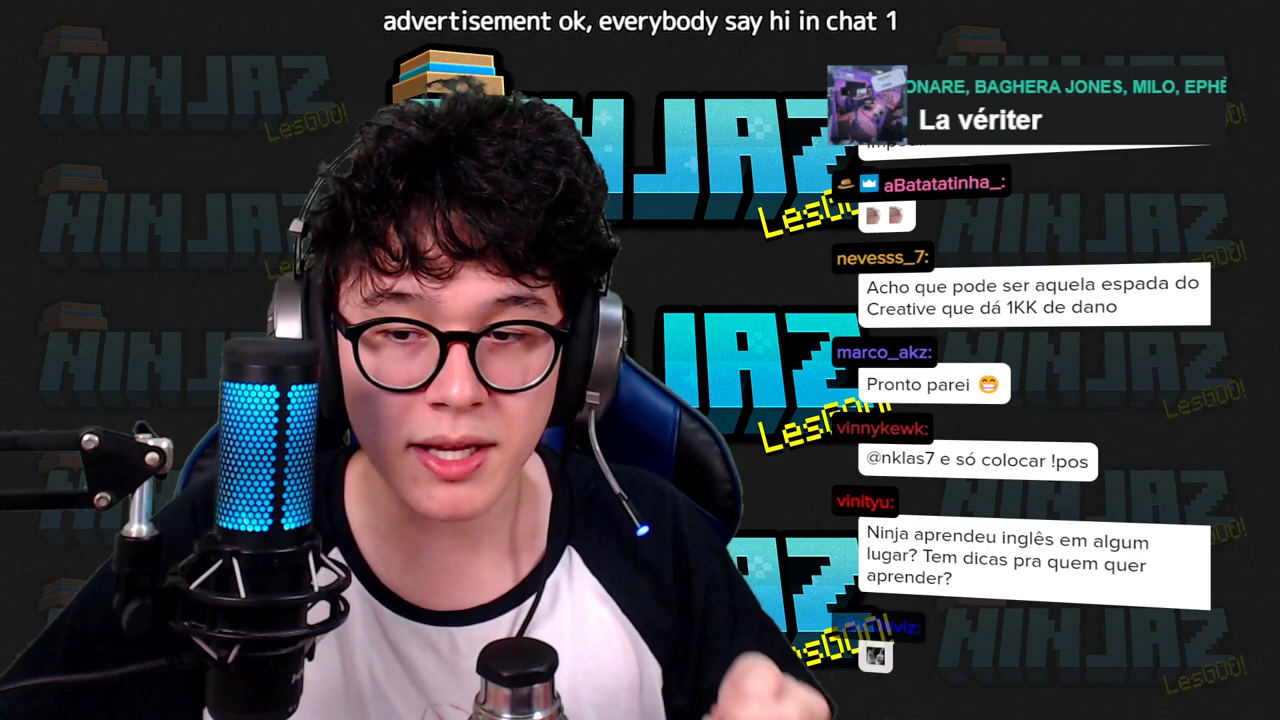 advertisement ok, everybody say hi in chat 1
NINJAZ
LesGOO!
ONARE, BAGHERA JONES, MILO, EPHÉ
La vériter
aBatatatinha_:
nevesss_7:
Acho que pode ser aquela espada do
Creative que dá 1KK de dano
marco_akz:
Pronto parei 😁
vinnykewk:
@nklas7 e só colocar !pos
vinityu:
Ninja aprendeu inglês em algum
lugar? Tem dicas pra quem quer
aprender?